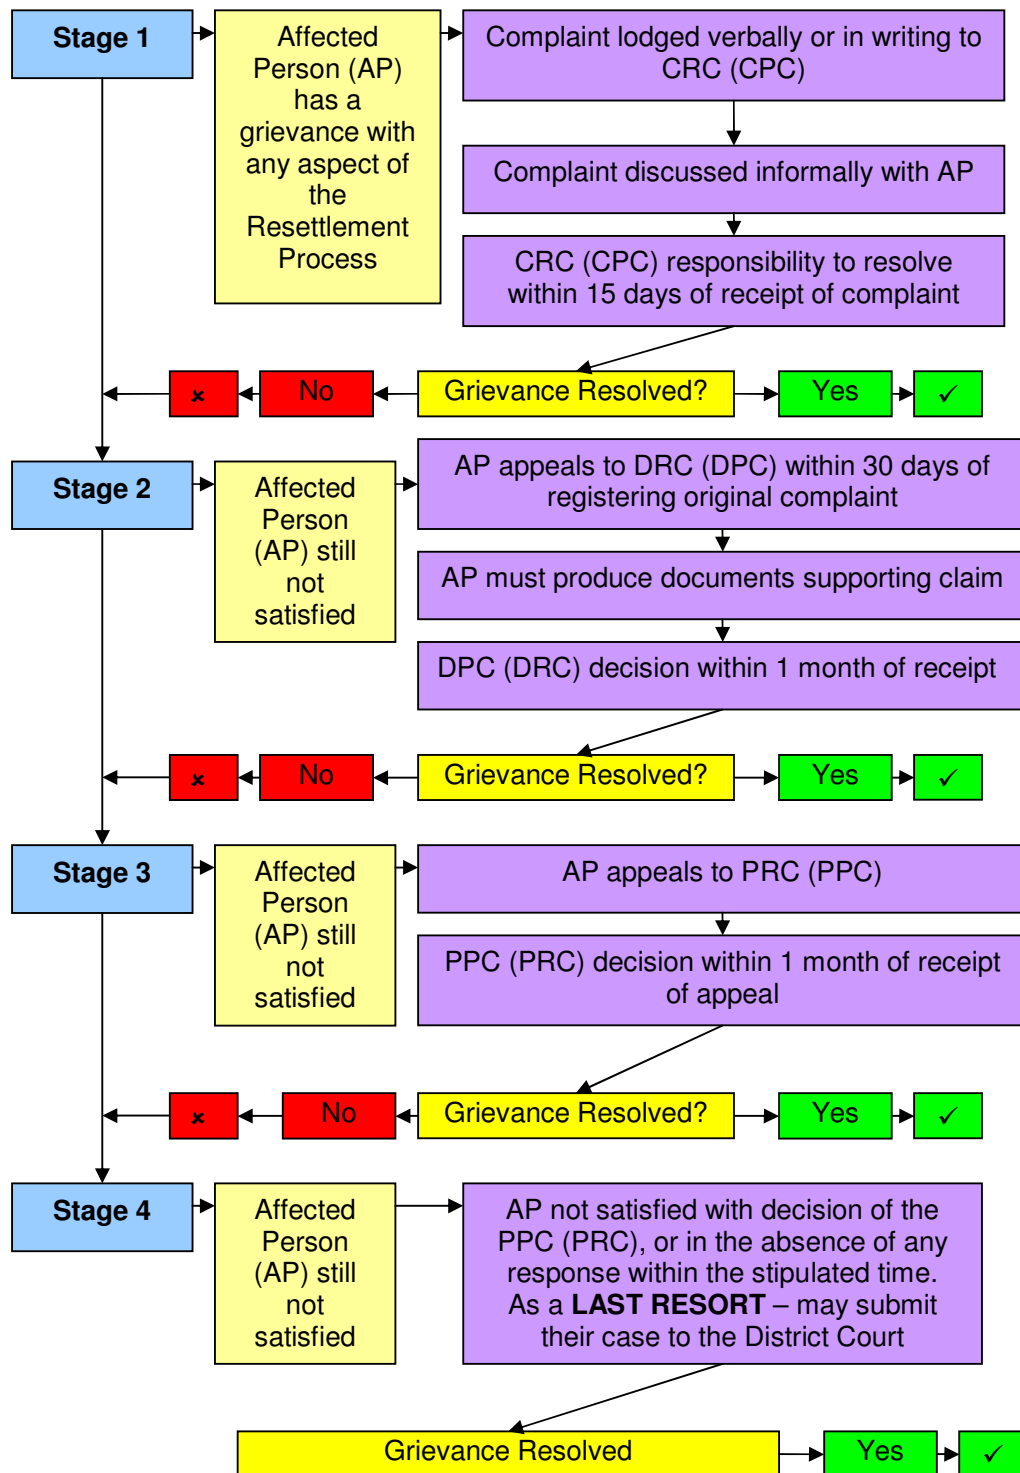 Stage 1
Affected
Person (AP)
has a
grievance with
any aspect of
the
Resettlement
Process
Complaint lodged verbally or in writing to
CRC (CPC)
Complaint discussed informally with AP
CRC (CPC) responsibility to resolve
within 15 days of receipt of complaint
× No Grievance Resolved? Yes ✓
Stage 2
Affected
Person
(AP) still
not
satisfied
AP appeals to DRC (DPC) within 30 days of
registering original complaint
AP must produce documents supporting claim
DPC (DRC) decision within 1 month of receipt
× No Grievance Resolved? Yes ✓
Stage 3
Affected
Person
(AP) still
not
satisfied
AP appeals to PRC (PPC)
PPC (PRC) decision within 1 month of receipt
of appeal
× No Grievance Resolved? Yes ✓
Stage 4
Affected
Person
(AP) still
not
satisfied
AP not satisfied with decision of the
PPC (PRC), or in the absence of any
response within the stipulated time.
As a LAST RESORT – may submit
their case to the District Court
Grievance Resolved Yes ✓